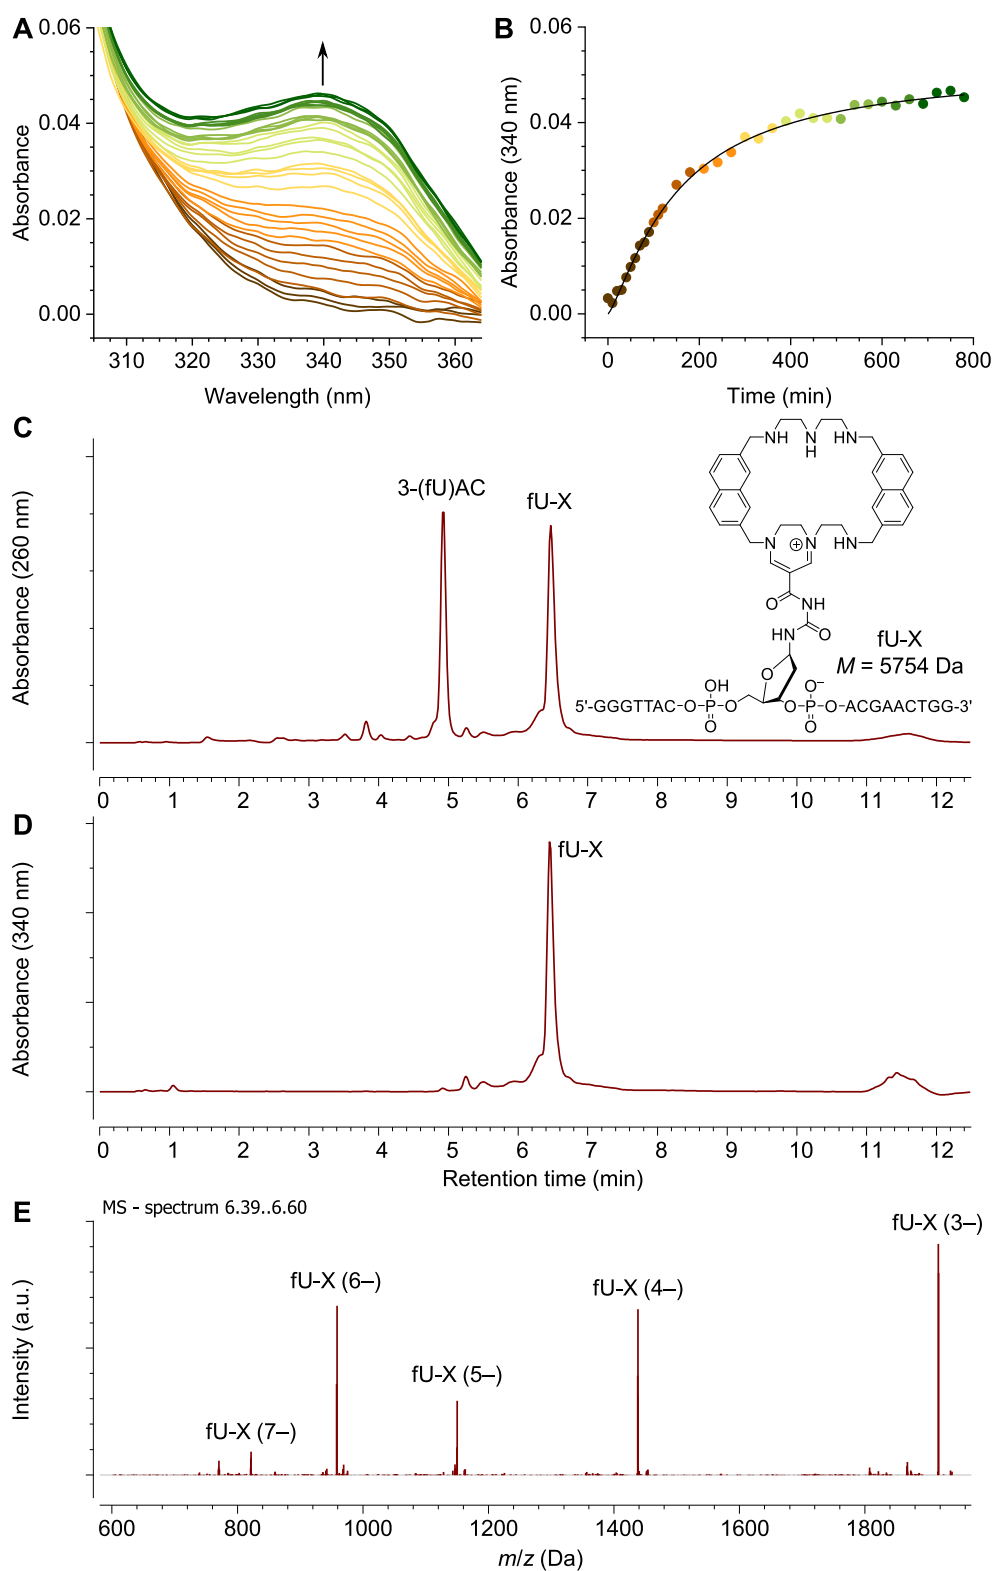 A
0.06
0.04
0.02
0.00
Absorbance
310 320 330 340 350 360
Wavelength (nm)
B
0.06
0.04
0.02
0.00
Absorbance (340 nm)
0 200 400 600 800
Time (min)
C
Absorbance (260 nm)
3-(fU)AC
fU-X
NH N H HN
N + N HN
O NH
HN O
fU-X
M = 5754 Da
O
5'-GGGTTAC-O-P-O O-P-O-ACGAACTGG-3'
OH O O– O
0 1 2 3 4 5 6 7 8 9 10 11 12
D
Absorbance (340 nm)
fU-X
0 1 2 3 4 5 6 7 8 9 10 11 12
Retention time (min)
E
MS - spectrum 6.39..6.60
Intensity (a.u.)
fU-X (7–)
fU-X (6–)
fU-X (5–)
fU-X (4–)
fU-X (3–)
600 800 1000 1200 1400 1600 1800
m/z (Da)